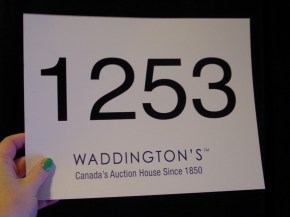 1253
WADDINGTON'S™
Canada's Auction House Since 1850